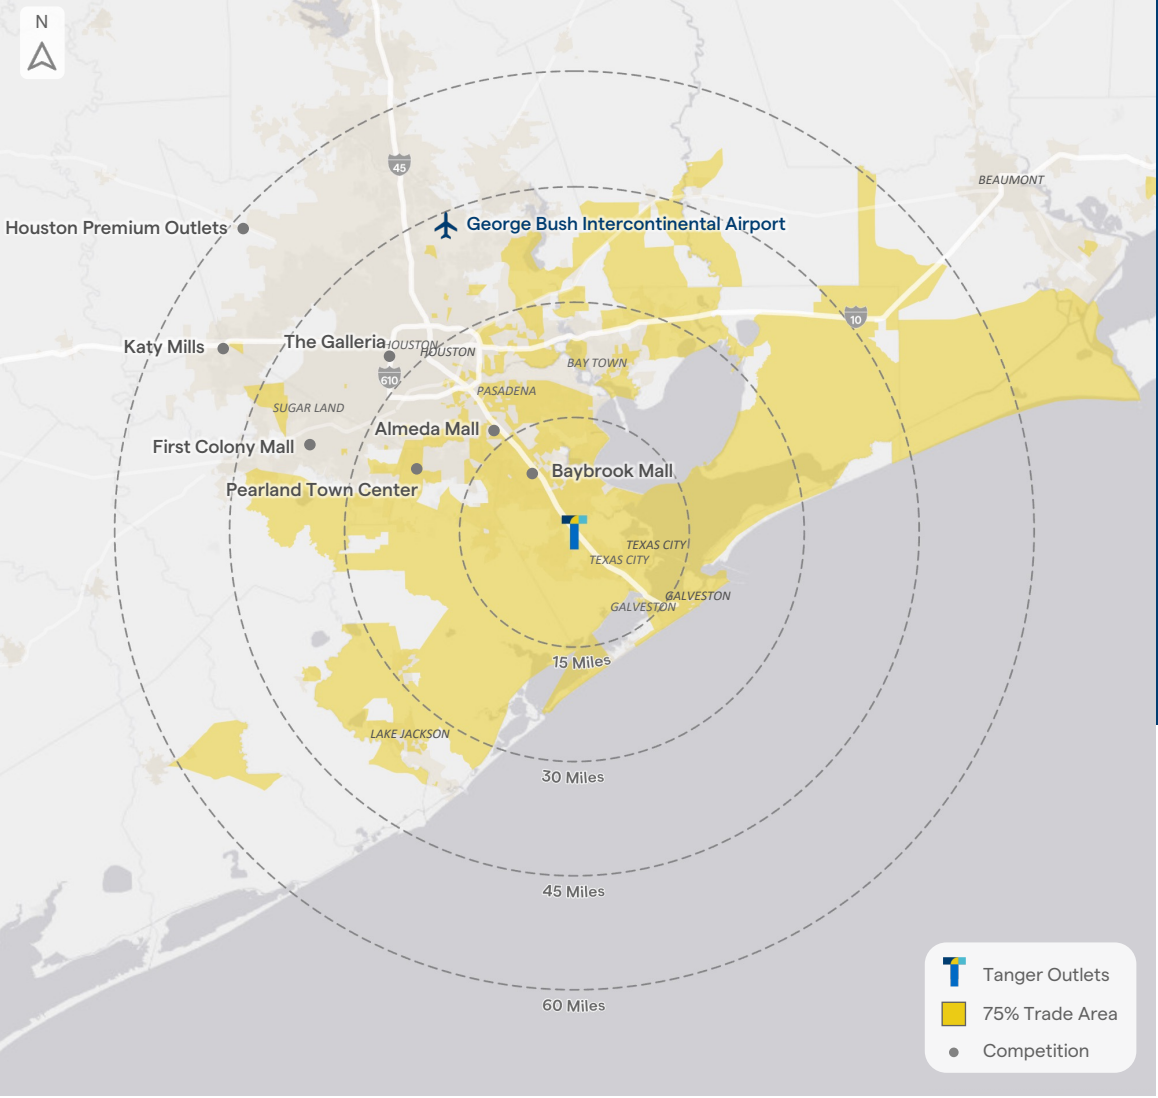 N
45
BEAUMONT
Houston Premium Outlets
George Bush Intercontinental Airport
10
Katy Mills
The Galleria
HOUSTON
HOUSTON
BAY TOWN
610
PASADENA
SUGAR LAND
Almeda Mall
First Colony Mall
Baybrook Mall
Pearland Town Center
TEXAS CITY
TEXAS CITY
GALVESTON
GALVESTON
15 Miles
LAKE JACKSON
30 Miles
45 Miles
60 Miles
Tanger Outlets
75% Trade Area
Competition